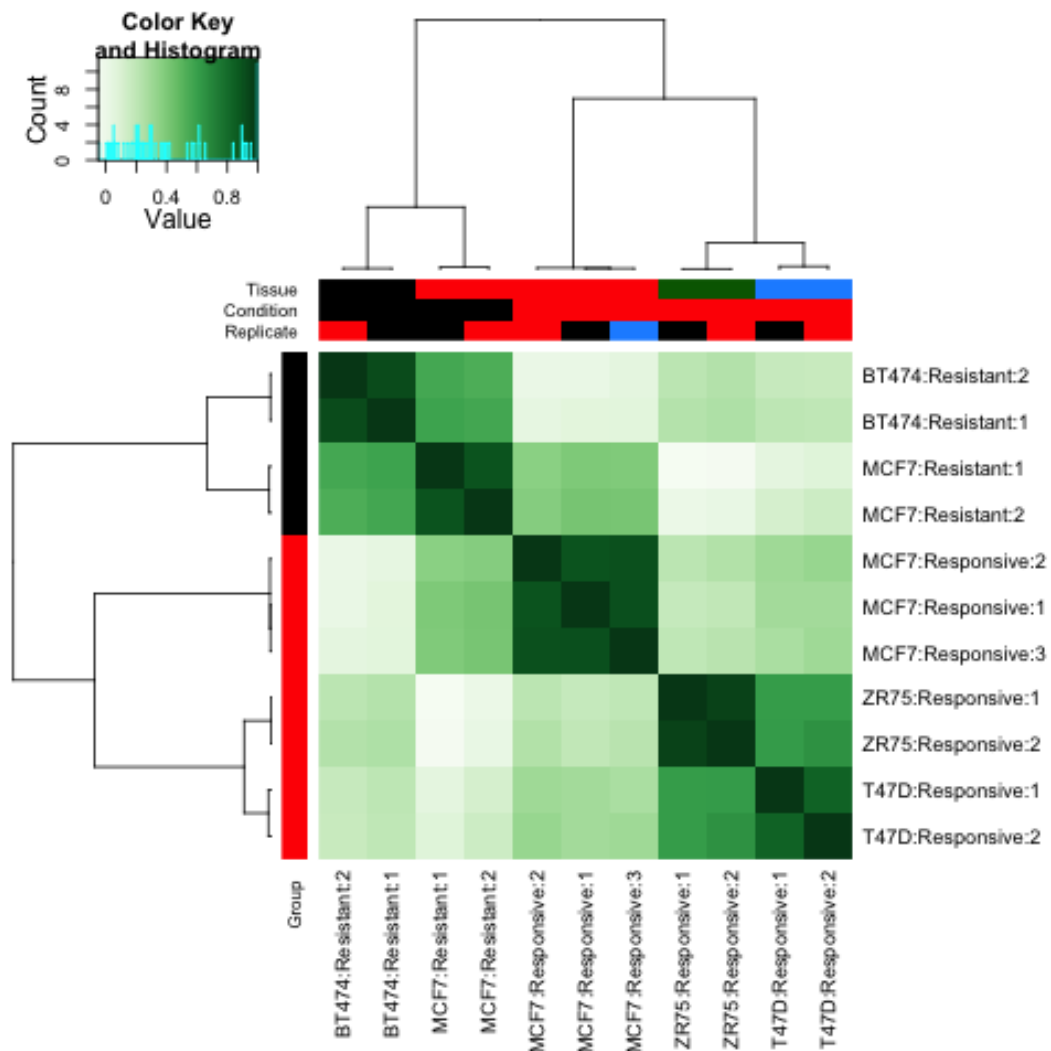 Color Key
and Histogram
Count
0 4 8
0 0.4 0.8
Value
Tissue
Condition
Replicate
BT474:Resistant:2
BT474:Resistant:1
MCF7:Resistant:1
MCF7:Resistant:2
MCF7:Responsive:2
MCF7:Responsive:1
MCF7:Responsive:3
ZR75:Responsive:1
ZR75:Responsive:2
T47D:Responsive:1
T47D:Responsive:2
Group
BT474:Resistant:2
BT474:Resistant:1
MCF7:Resistant:1
MCF7:Resistant:2
MCF7:Responsive:2
MCF7:Responsive:1
MCF7:Responsive:3
ZR75:Responsive:1
ZR75:Responsive:2
T47D:Responsive:1
T47D:Responsive:2